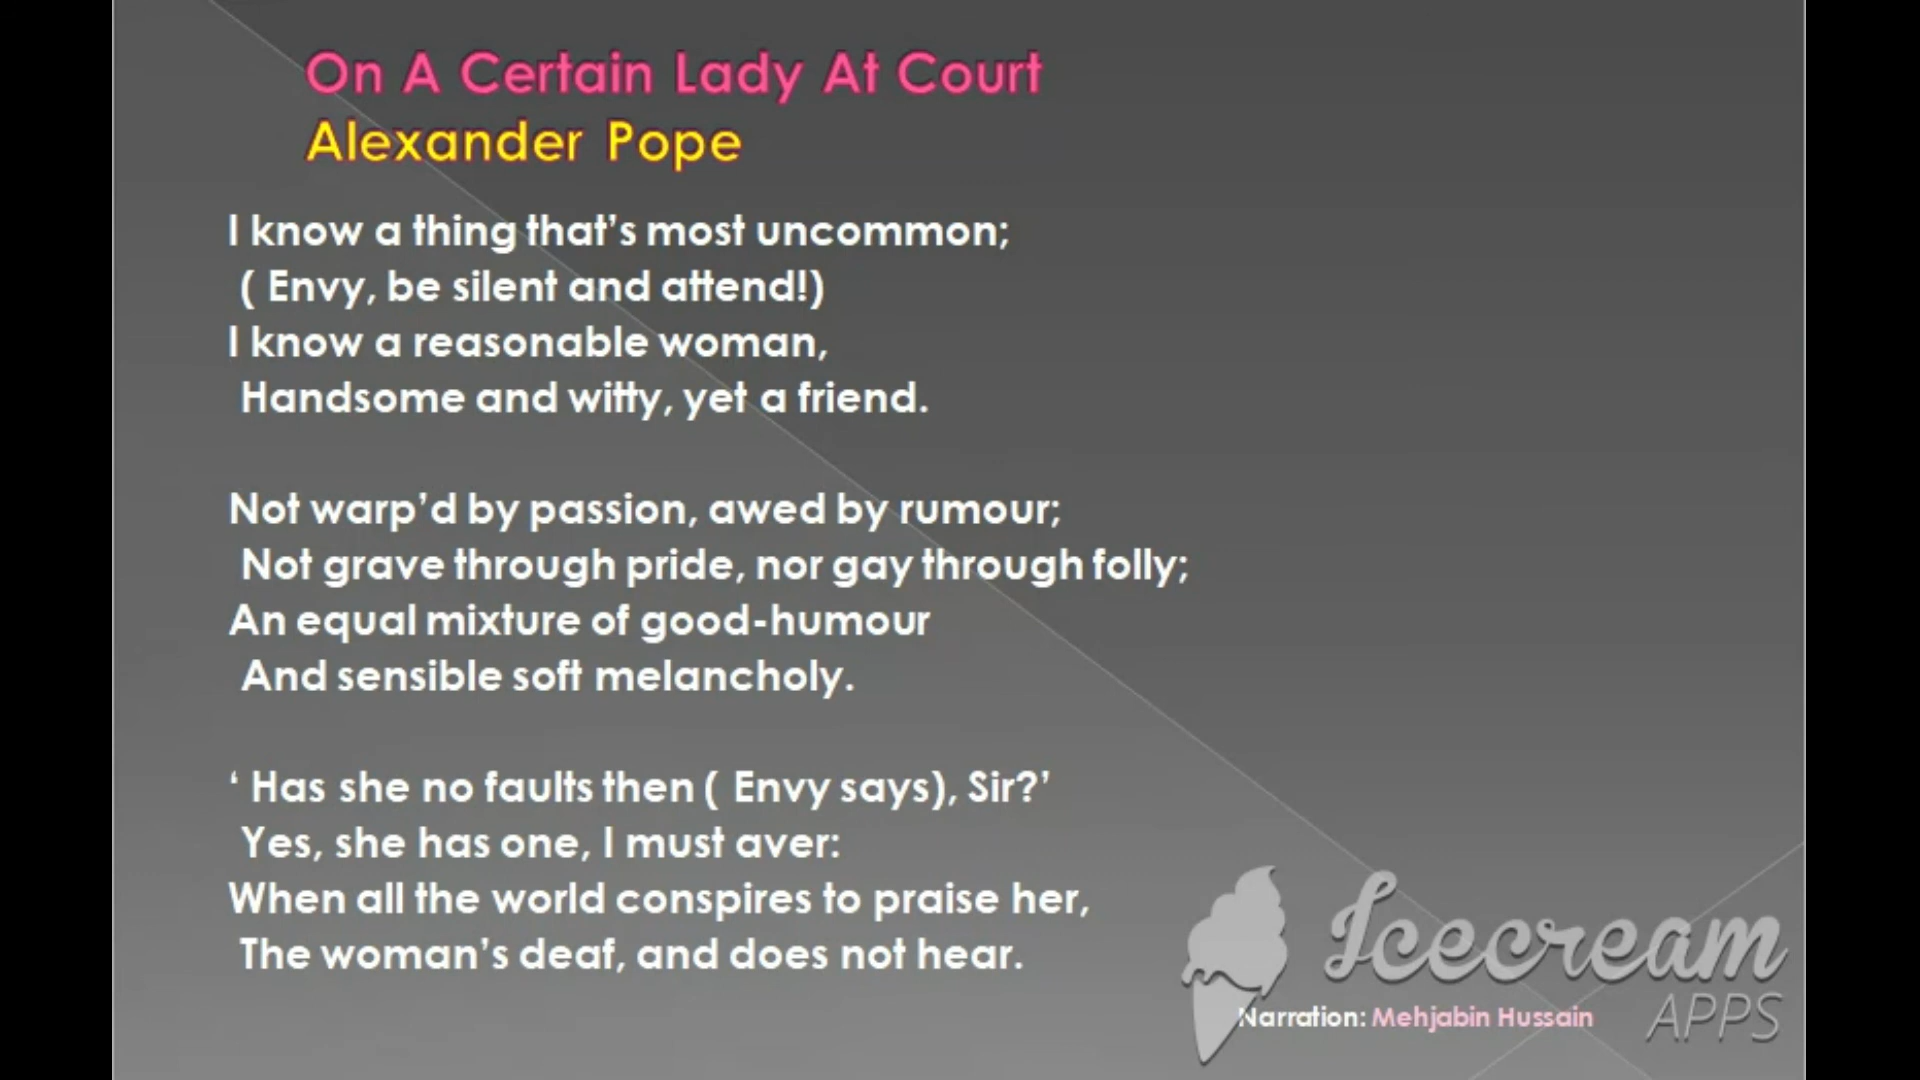 On A Certain Lady At Court
Alexander Pope
I know a thing that’s most uncommon;
( Envy, be silent and attend!)
I know a reasonable woman,
Handsome and witty, yet a friend.
Not warp’d by passion, awed by rumour;
Not grave through pride, nor gay through folly;
An equal mixture of good-humour
And sensible soft melancholy.
‘ Has she no faults then ( Envy says), Sir?’
Yes, she has one, I must aver:
When all the world conspires to praise her,
The woman’s deaf, and does not hear.
Icecream
APPS
Narration: Mehjabin Hussain